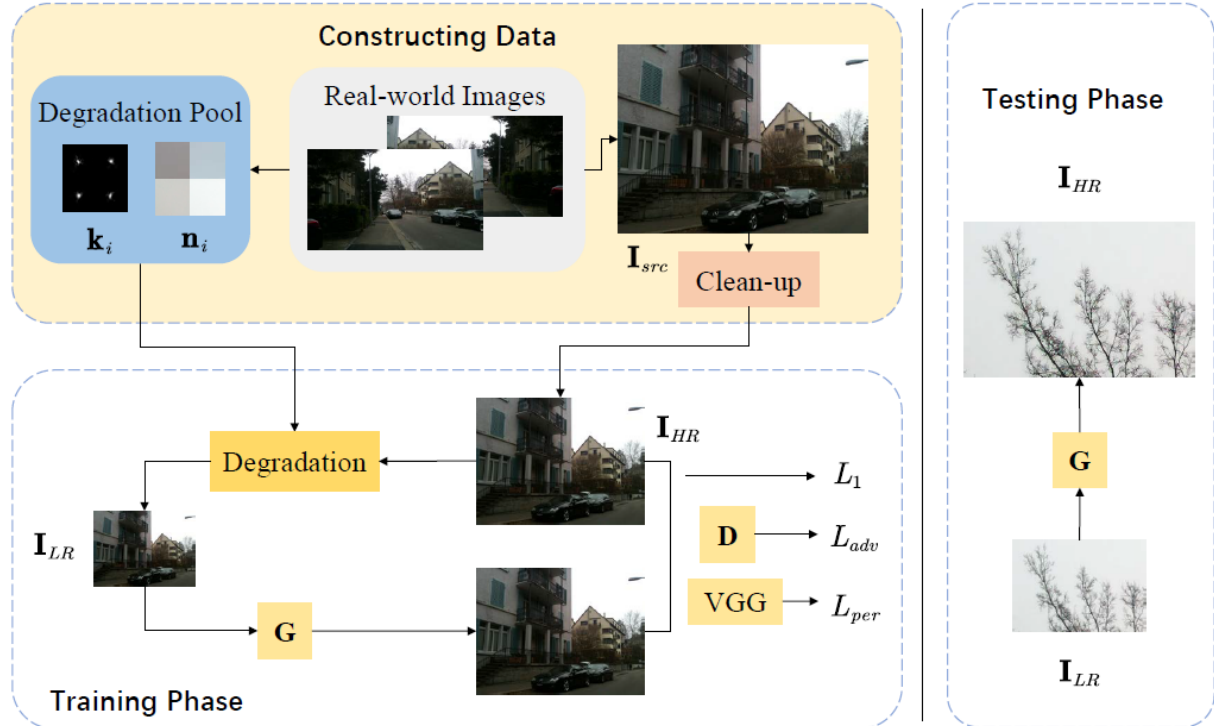 Constructing Data
Degradation Pool
k_i
n_i
Real-world Images
I_src
Clean-up
Degradation
I_HR
I_LR
G
L_1
D
L_adv
VGG
L_per
Training Phase
Testing Phase
I_HR
G
I_LR